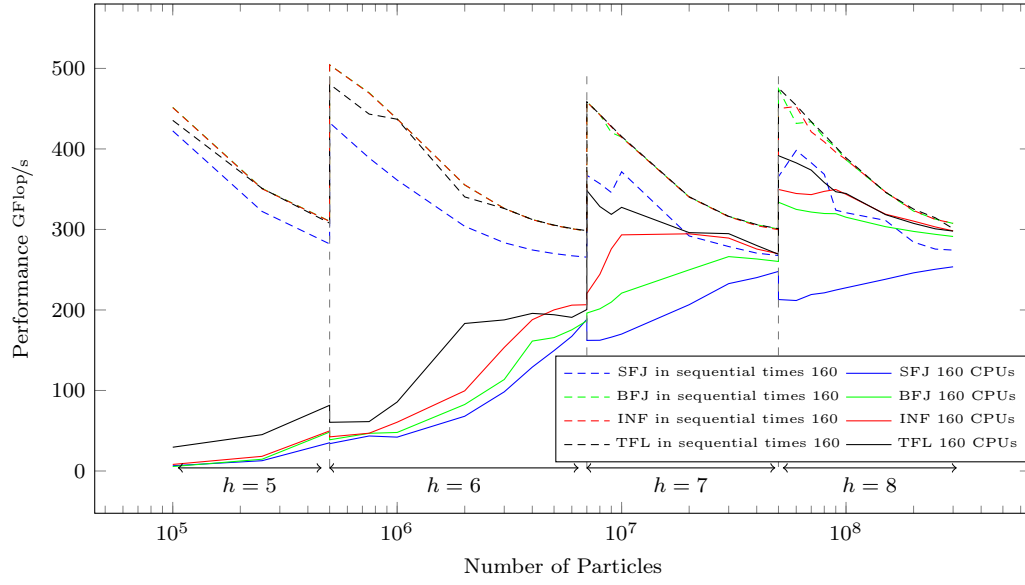 500
400
300
200
100
0
Performance GFlop/s
SFJ in sequential times 160 SFJ 160 CPUs
BFJ in sequential times 160 BFJ 160 CPUs
INF in sequential times 160 INF 160 CPUs
TFL in sequential times 160 TFL 160 CPUs
h = 5 h = 6 h = 7 h = 8
10^5 10^6 10^7 10^8
Number of Particles